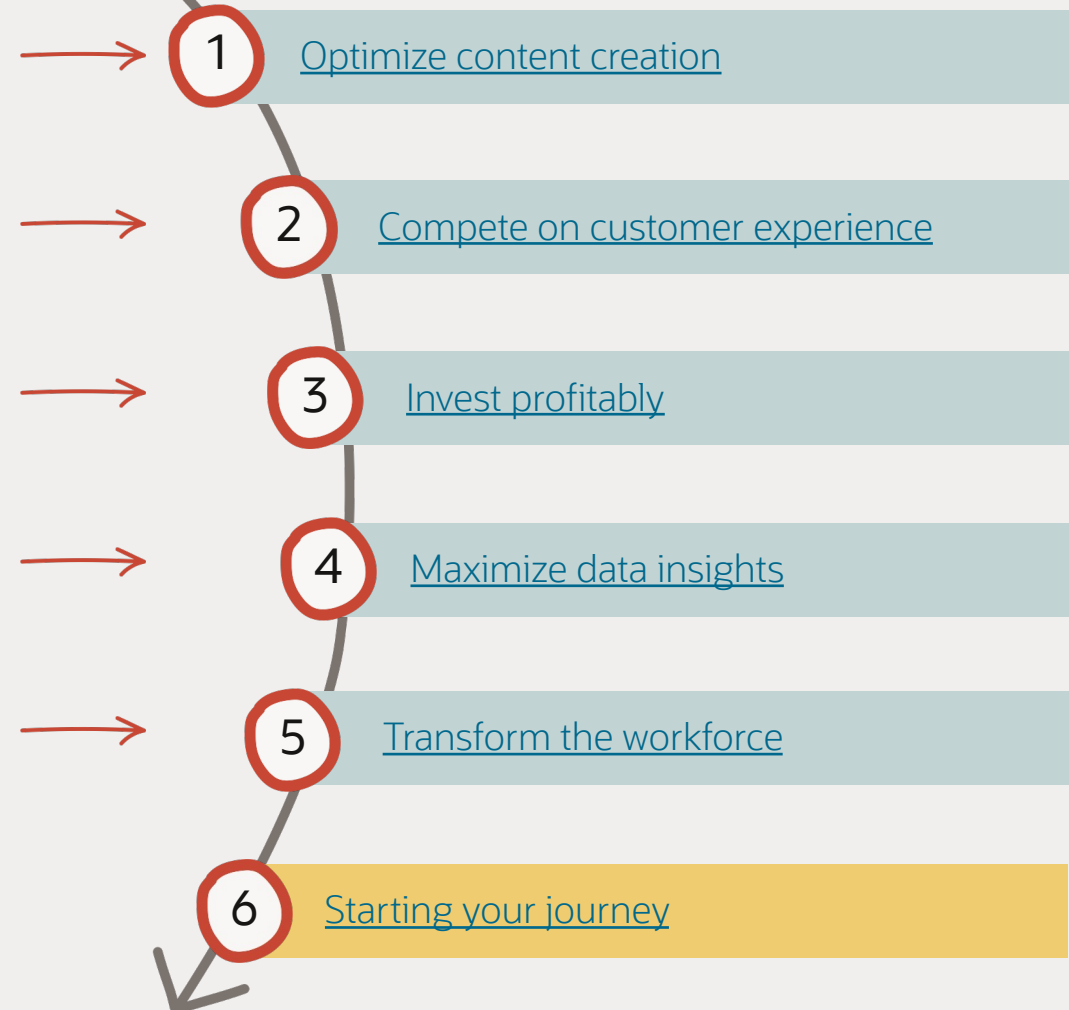 1 Optimize content creation
2 Compete on customer experience
3 Invest profitably
4 Maximize data insights
5 Transform the workforce
6 Starting your journey